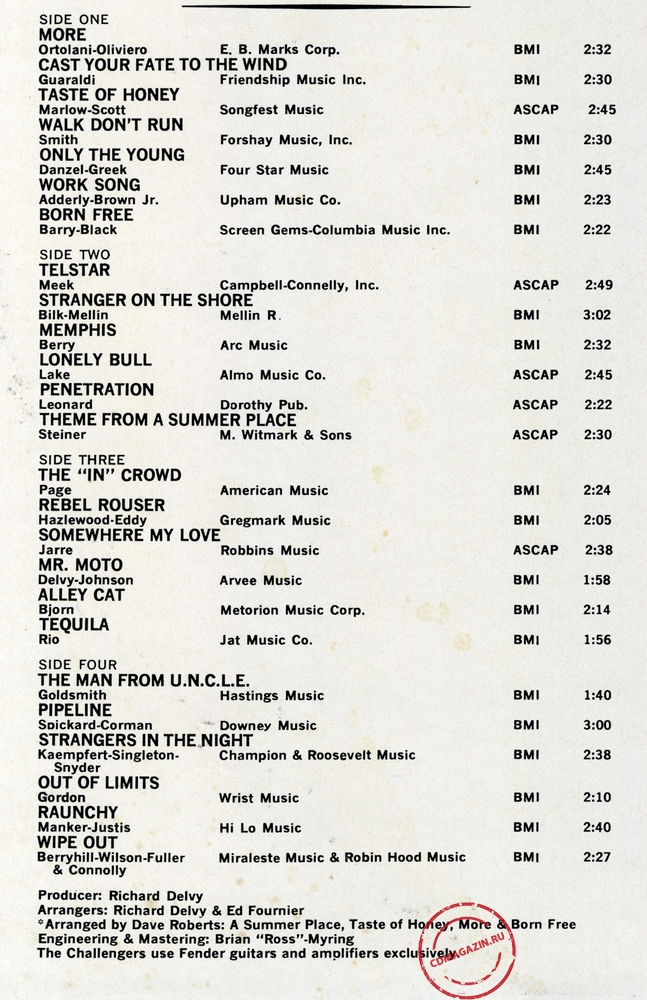 SIDE ONE
MORE
Ortolani-Oliviero E. B. Marks Corp. BMI 2:32
CAST YOUR FATE TO THE WIND
Guaraldi Friendship Music Inc. BMI 2:30
TASTE OF HONEY
Marlow-Scott Songfest Music ASCAP 2:45
WALK DON'T RUN
Smith Forshay Music, Inc. BMI 2:30
ONLY THE YOUNG
Danzel-Greek Four Star Music BMI 2:45
WORK SONG
Adderly-Brown Jr. Upham Music Co. BMI 2:23
BORN FREE
Barry-Black Screen Gems-Columbia Music Inc. BMI 2:22
SIDE TWO
TELSTAR
Meek Campbell-Connelly, Inc. ASCAP 2:49
STRANGER ON THE SHORE
Bilk-Mellin Mellin R. BMI 3:02
MEMPHIS
Berry Arc Music BMI 2:32
LONELY BULL
Lake Almo Music Co. ASCAP 2:45
PENETRATION
Leonard Dorothy Pub. ASCAP 2:22
THEME FROM A SUMMER PLACE
Steiner M. Witmark & Sons ASCAP 2:30
SIDE THREE
THE "IN" CROWD
Page American Music BMI 2:24
REBEL ROUSER
Hazlewood-Eddy Gregmark Music BMI 2:05
SOMEWHERE MY LOVE
Jarre Robbins Music ASCAP 2:38
MR. MOTO
Delvy-Johnson Arvee Music BMI 1:58
ALLEY CAT
Bjorn Metorion Music Corp. BMI 2:14
TEQUILA
Rio Jat Music Co. BMI 1:56
SIDE FOUR
THE MAN FROM U.N.C.L.E.
Goldsmith Hastings Music BMI 1:40
PIPELINE
Spickard-Corman Downey Music BMI 3:00
STRANGERS IN THE NIGHT
Kaempfert-Singleton- Champion & Roosevelt Music BMI 2:38
Snyder
OUT OF LIMITS
Gordon Wrist Music BMI 2:10
RAUNCHY
Manker-Justis Hi Lo Music BMI 2:40
WIPE OUT
Berryhill-Wilson-Fuller Miraleste Music & Robin Hood Music BMI 2:27
& Connolly
Producer: Richard Delvy
Arrangers: Richard Delvy & Ed Fournier
*Arranged by Dave Roberts: A Summer Place, Taste of Honey, More & Born Free
Engineering & Mastering: Brian "Ross"-Myring
The Challengers use Fender guitars and amplifiers exclusively.
CDMAGAZIN.RU